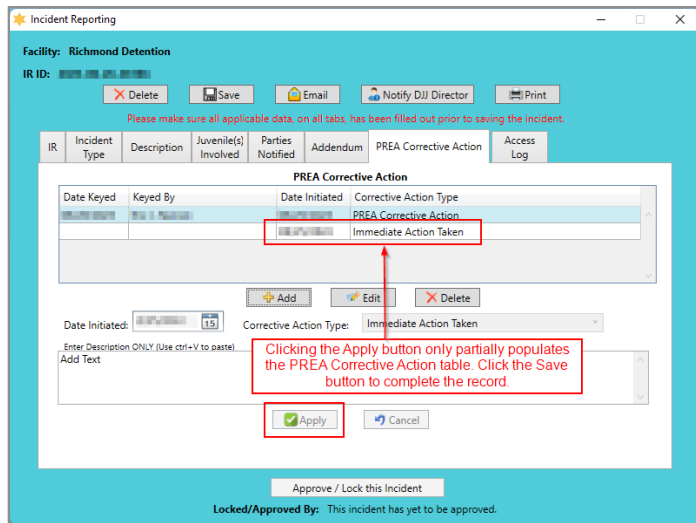 Incident Reporting
Facility: Richmond Detention
IR ID:
Delete Save Email Notify DJJ Director Print
Please make sure all applicable data, on all tabs, has been filled out prior to saving the incident.
IR Incident Type Description Juvenile(s) Involved Parties Notified Addendum PREA Corrective Action Access Log
PREA Corrective Action
Date Keyed Keyed By Date Initiated Corrective Action Type
PREA Corrective Action
Immediate Action Taken
Add Edit Delete
Date Initiated: 15 Corrective Action Type: Immediate Action Taken
Enter Description ONLY (Use ctrl+V to paste)
Add Text
Clicking the Apply button only partially populates
the PREA Corrective Action table. Click the Save
button to complete the record.
Apply Cancel
Approve / Lock this Incident
Locked/Approved By: This incident has yet to be approved.